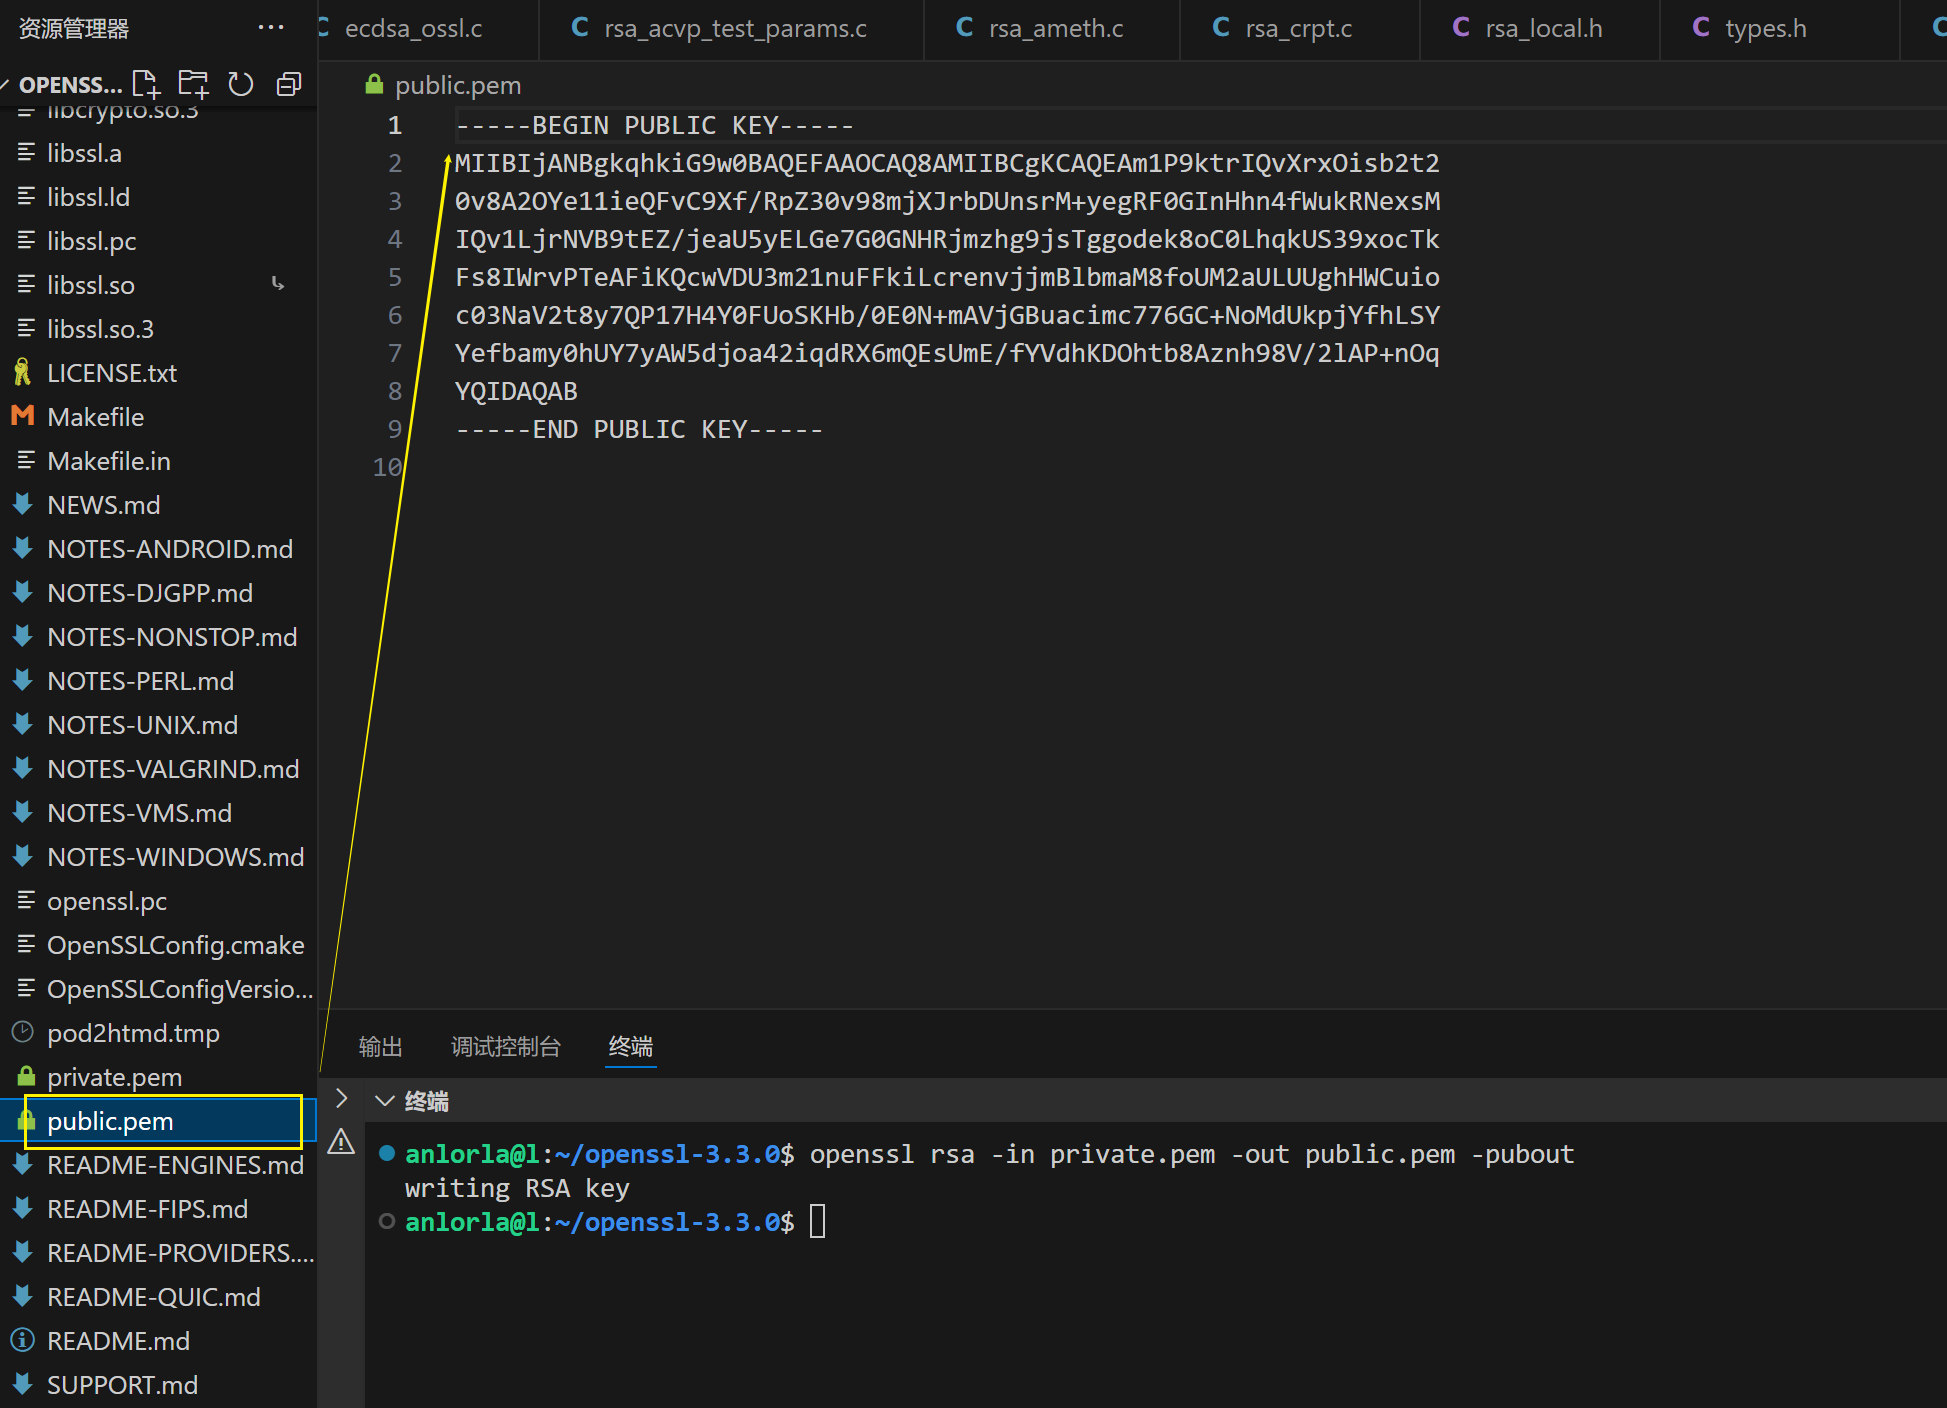 资源管理器
ecdsa_ossl.c
rsa_acvp_test_params.c
rsa_ameth.c
rsa_crpt.c
rsa_local.h
types.h
OPENSS...
libcrypto.so.3
libssl.a
libssl.ld
libssl.pc
libssl.so
libssl.so.3
LICENSE.txt
Makefile
Makefile.in
NEWS.md
NOTES-ANDROID.md
NOTES-DJGPP.md
NOTES-NONSTOP.md
NOTES-PERL.md
NOTES-UNIX.md
NOTES-VALGRIND.md
NOTES-VMS.md
NOTES-WINDOWS.md
openssl.pc
OpenSSLConfig.cmake
OpenSSLConfigVersio...
pod2htmd.tmp
private.pem
public.pem
README-ENGINES.md
README-FIPS.md
README-PROVIDERS....
README-QUIC.md
README.md
SUPPORT.md
public.pem
1 -----BEGIN PUBLIC KEY-----
2 MIIBIjANBgkqhkiG9w0BAQEFAAOCAQ8AMIIBCgKCAQEAm1P9ktrIQvXrxOisb2t2
3 0v8A2OYe11ieQFvC9Xf/RpZ30v98mjXJrbDUnsrM+yegRF0GInHhn4fWukRNexsM
4 IQv1LjrNVB9tEZ/jeaU5yELGe7G0GNHRjmzhg9jsTggodek8oC0LhqkUS39xocTk
5 Fs8IWrvPTeAFiKQcwVDU3m21nuFFkiLcrenvjjmBlbmaM8foUM2aULUUghHWCuio
6 c03NaV2t8y7QP17H4Y0FUoSKHb/0E0N+mAVjGBuacimc776GC+NoMdUkpjYfhLSY
7 Yefbamy0hUY7yAW5djoa42iqdRX6mQEsUmE/fYVdhKDOhtb8Aznh98V/2lAP+nOq
8 YQIDAQAB
9 -----END PUBLIC KEY-----
10
输出 调试控制台 终端
终端
anlorla@l:~/openssl-3.3.0$ openssl rsa -in private.pem -out public.pem -pubout
writing RSA key
anlorla@l:~/openssl-3.3.0$